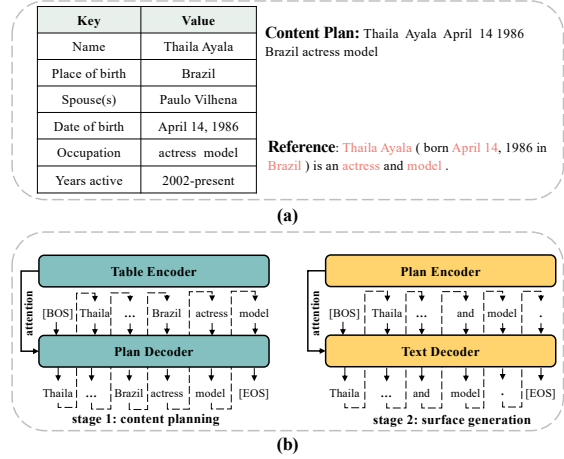 Key Value
Name Thaila Ayala
Place of birth Brazil
Spouse(s) Paulo Vilhena
Date of birth April 14, 1986
Occupation actress model
Years active 2002-present
Content Plan: Thaila Ayala April 14 1986
Brazil actress model
Reference: Thaila Ayala ( born April 14, 1986 in
Brazil ) is an actress and model .
(a)
Table Encoder
attention
[BOS] Thaila ... Brazil actress model
Plan Decoder
Thaila ... Brazil actress model [EOS]
stage 1: content planning
Plan Encoder
attention
[BOS] Thaila ... and model .
Text Decoder
Thaila ... and model . [EOS]
stage 2: surface generation
(b)